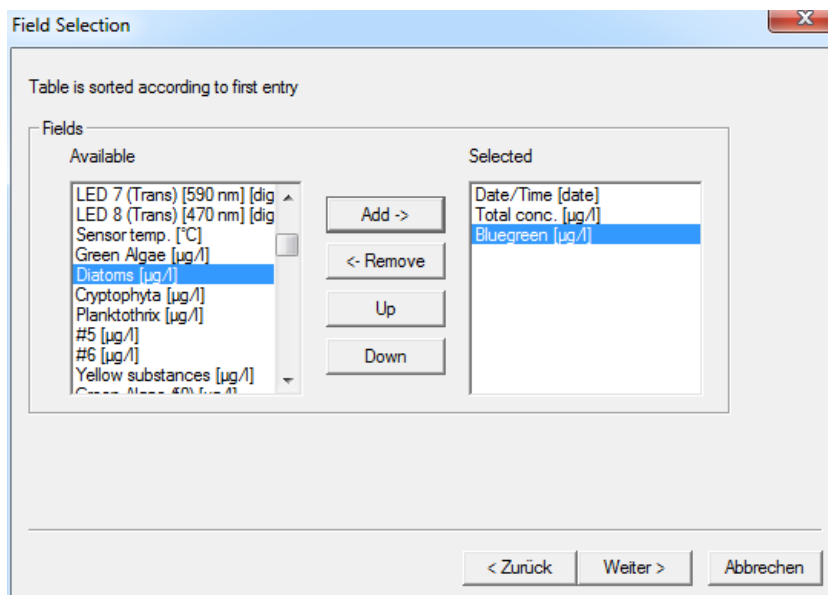 Field Selection
Table is sorted according to first entry
Fields
Available
LED 7 (Trans) [590 nm] [dig
LED 8 (Trans) [470 nm] [dig
Sensor temp. [°C]
Green Algae [µg/l]
Diatoms [µg/l]
Cryptophyta [µg/l]
Planktothrix [µg/l]
#5 [µg/l]
#6 [µg/l]
Yellow substances [µg/l]
Add ->
<- Remove
Up
Down
Selected
Date/Time [date]
Total conc. [µg/l]
Bluegreen [µg/l]
< Zurück
Weiter >
Abbrechen